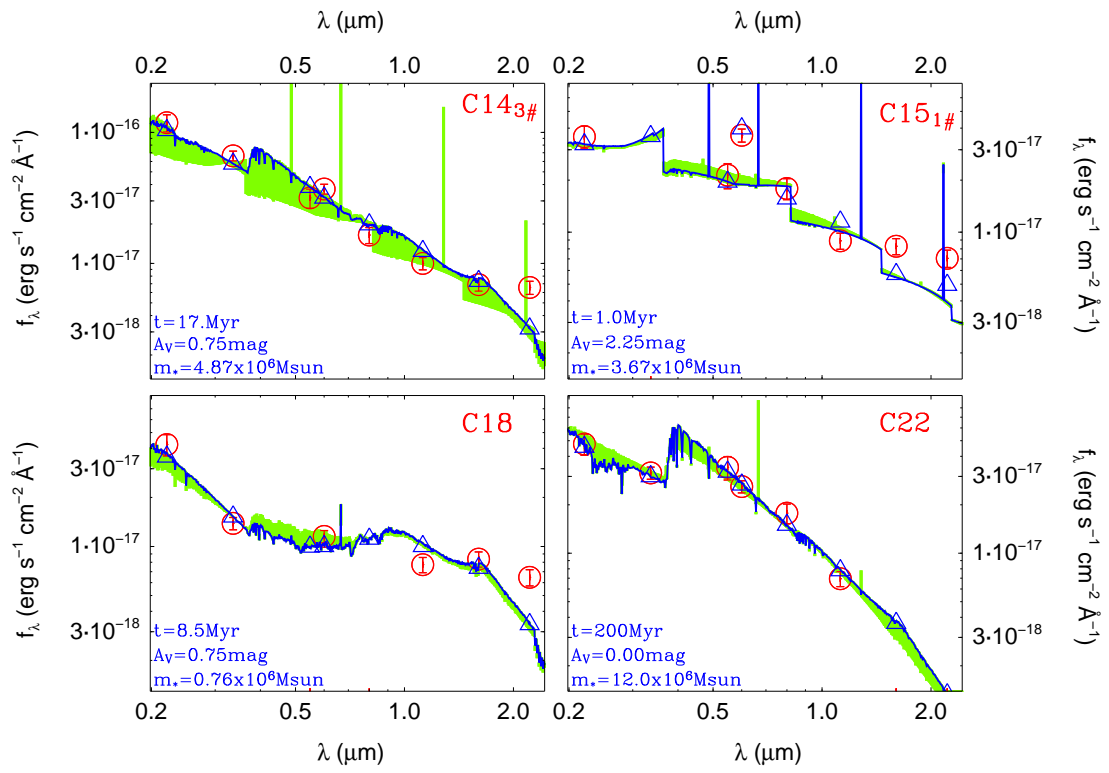 λ (μm)
λ (μm)
0.2 0.5 1.0 2.0
0.2 0.5 1.0 2.0
f_λ (erg s⁻¹ cm⁻² Å⁻¹)
1·10⁻¹⁶
3·10⁻¹⁷
1·10⁻¹⁷
3·10⁻¹⁸
C14₃#
t=17.Myr
A_V=0.75mag
m_*=4.87x10⁶Msun
C15₁#
t=1.0Myr
A_V=2.25mag
m_*=3.67x10⁶Msun
3·10⁻¹⁷
1·10⁻¹⁷
3·10⁻¹⁸
f_λ (erg s⁻¹ cm⁻² Å⁻¹)
f_λ (erg s⁻¹ cm⁻² Å⁻¹)
3·10⁻¹⁷
1·10⁻¹⁷
3·10⁻¹⁸
C18
t=8.5Myr
A_V=0.75mag
m_*=0.76x10⁶Msun
C22
t=200Myr
A_V=0.00mag
m_*=12.0x10⁶Msun
3·10⁻¹⁷
1·10⁻¹⁷
3·10⁻¹⁸
f_λ (erg s⁻¹ cm⁻² Å⁻¹)
0.2 0.5 1.0 2.0
0.2 0.5 1.0 2.0
λ (μm)
λ (μm)